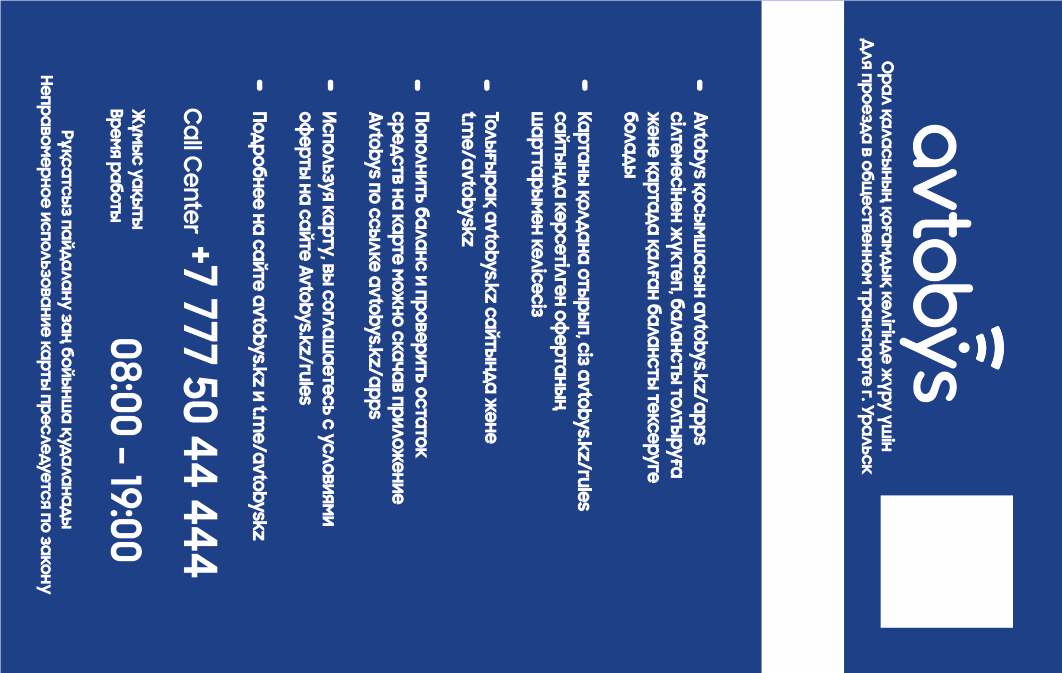 avtobys
Орал қаласының қоғамдық көлігінде жүру үшін
Для проезда в общественном транспорте г. Уральск
Avtobys қосымшасын avtobys.kz/apps
сілтемесінен жүктеп, балансты толтыруға
және картада қалған балансты тексеруге
болады
Картаны қолдана отырып, сіз avtobys.kz/rules
сайтында көрсетілген офертаның
шарттарымен келісесіз
Толығырақ avtobys.kz сайтында және
t.me/avtobyskz
Пополнить баланс и проверить остаток
средств на карте можно скачав приложение
Avtobys по ссылке avtobys.kz/apps
Используя карту, вы соглашаетесь с условиями
оферты на сайте Avtobys.kz/rules
Подробнее на сайте avtobys.kz и t.me/avtobyskz
Call Center +7 777 50 44 444
Жұмыс уақыты
Время работы
08:00 – 19:00
Рұқсатсыз пайдалану заң бойынша қудаланады
Неправомерное использование карты преследуется по закону